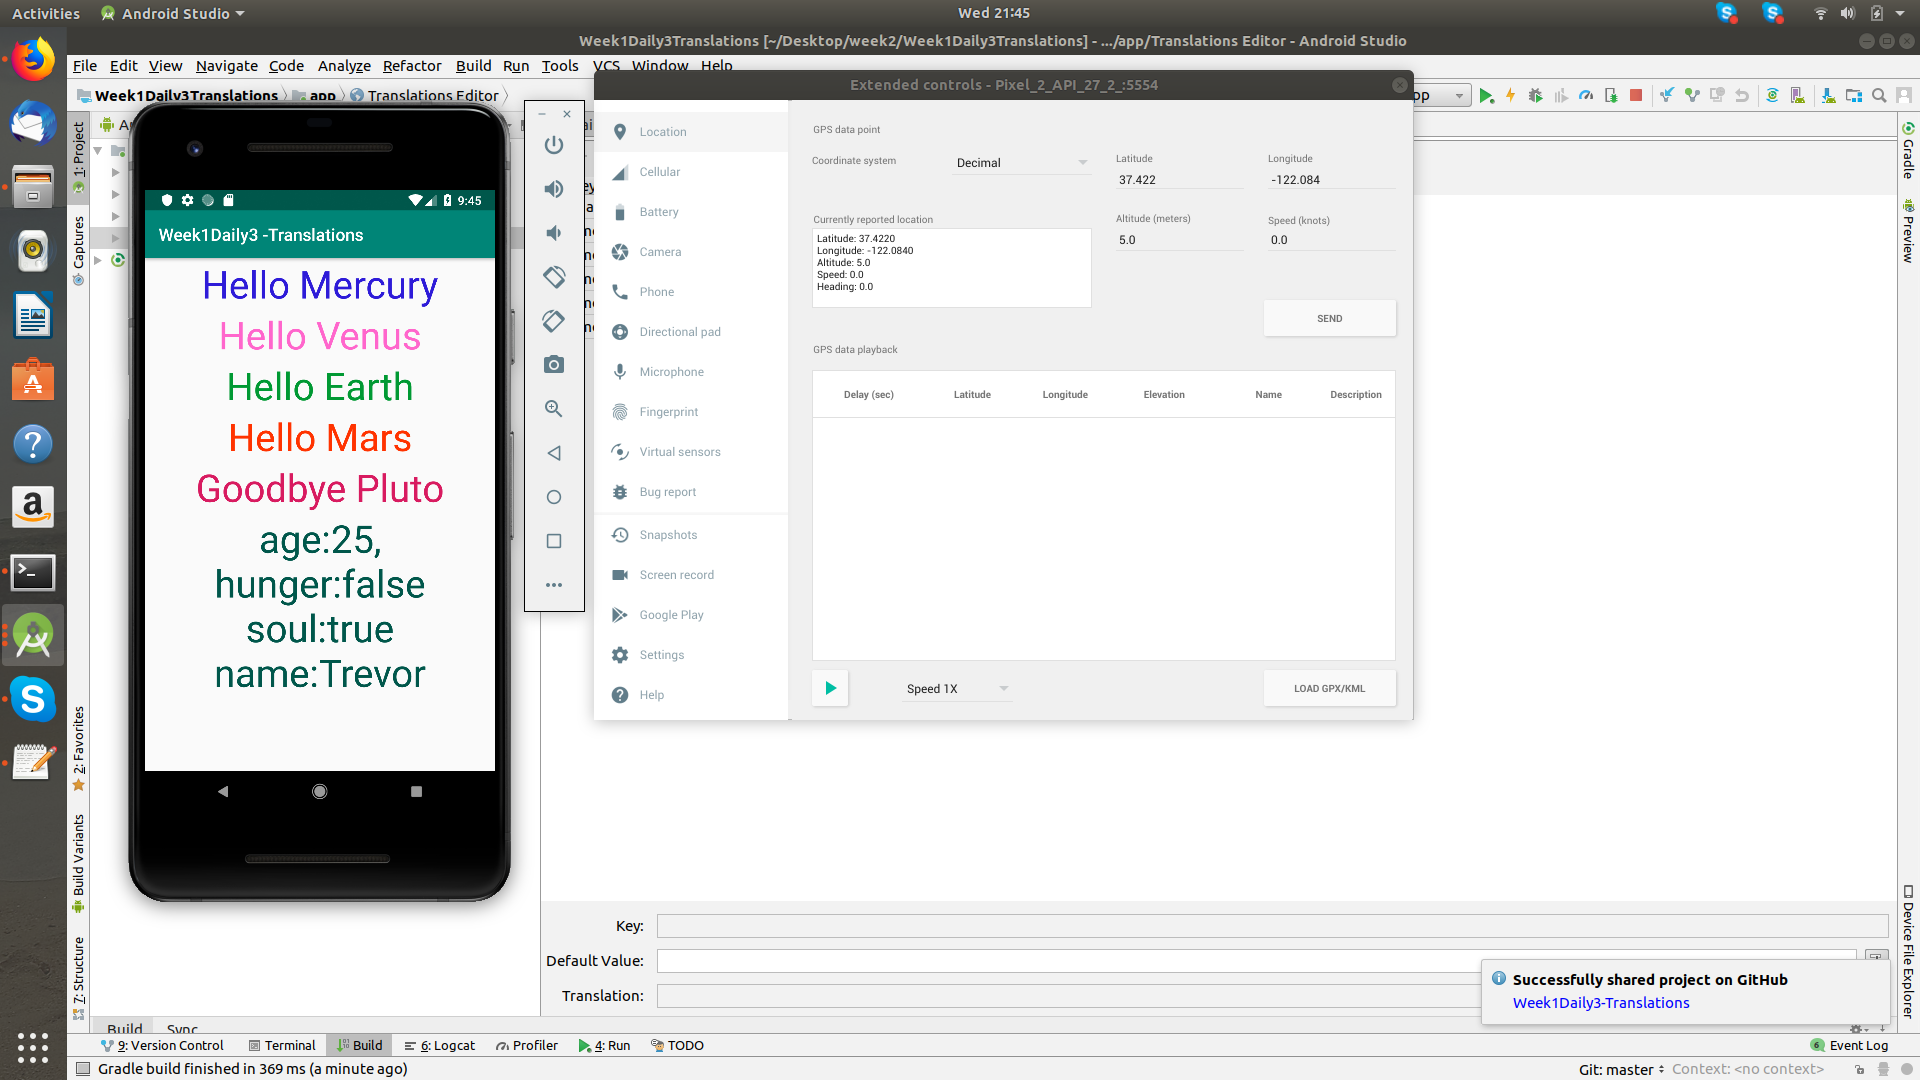 Activities
Android Studio
Wed 21:45
Week1Daily3Translations [~/Desktop/week2/Week1Daily3Translations] - .../app/Translations Editor - Android Studio
File Edit View Navigate Code Analyze Refactor Build Run Tools VCS Window Help
Week1Daily3Translations
app
Translations Editor
1: Project
Captures
2: Favorites
Build Variants
7: Structure
9:45
Week1Daily3 -Translations
Hello Mercury
Hello Venus
Hello Earth
Hello Mars
Goodbye Pluto
age:25,
hunger:false
soul:true
name:Trevor
Extended controls - Pixel_2_API_27_2_:5554
Location
Cellular
Battery
Camera
Phone
Directional pad
Microphone
Fingerprint
Virtual sensors
Bug report
Snapshots
Screen record
Google Play
Settings
Help
GPS data point
Coordinate system
Decimal
Latitude
37.422
Longitude
-122.084
Currently reported location
Latitude: 37.4220
Longitude: -122.0840
Altitude: 5.0
Speed: 0.0
Heading: 0.0
Altitude (meters)
5.0
Speed (knots)
0.0
SEND
GPS data playback
Delay (sec) Latitude Longitude Elevation Name Description
Speed 1X
LOAD GPX/KML
Gradle
Preview
Device File Explorer
Key:
Default Value:
Translation:
Successfully shared project on GitHub
Week1Daily3-Translations
Build Sync
9: Version Control
Terminal
Build
6: Logcat
Profiler
4: Run
TODO
6 Event Log
Gradle build finished in 369 ms (a minute ago)
Git: master
Context: <no context>